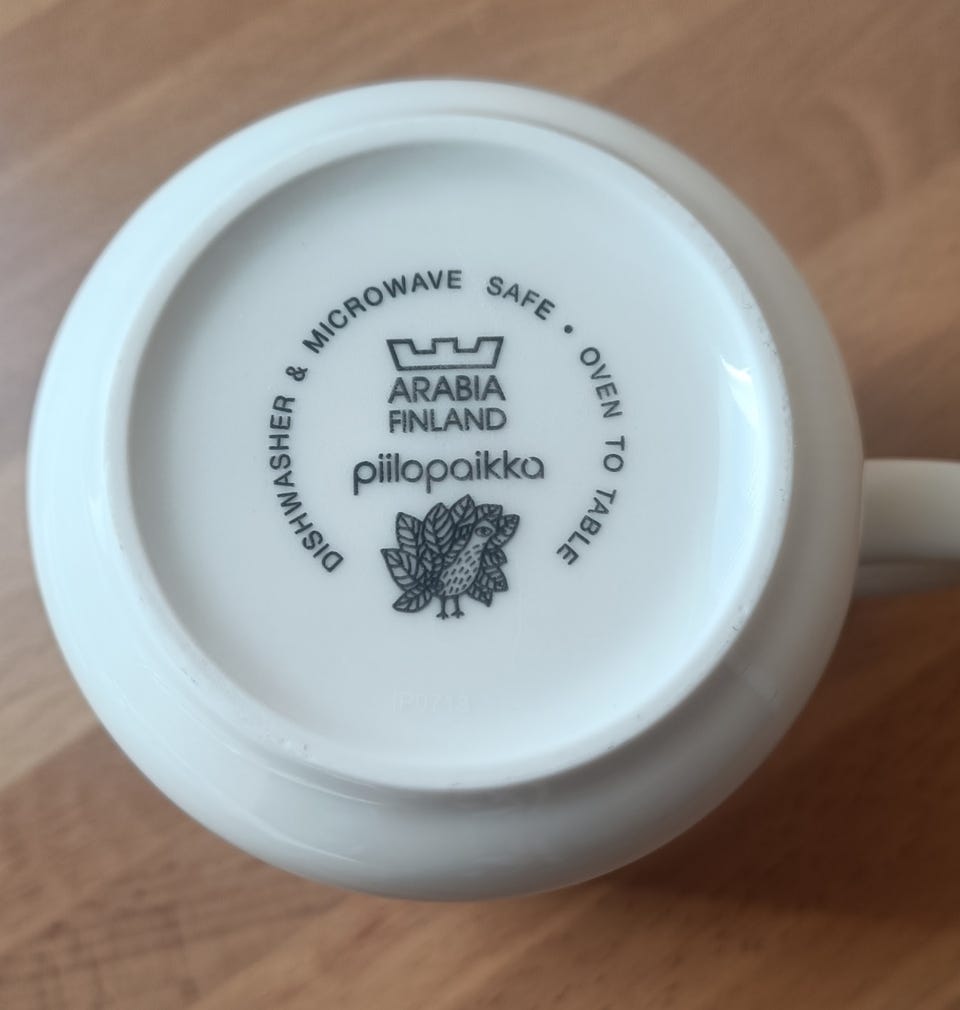 DISHWASHER & MICROWAVE SAFE • OVEN TO TABLE
ARABIA
FINLAND
piilopaikka